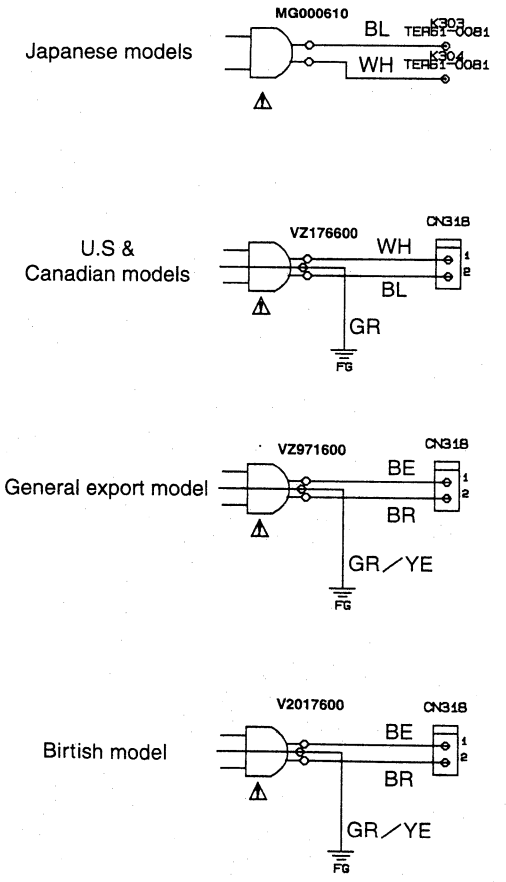 MG000610
Japanese models
BL
K303
TEA61-0081
WH
K304
TEA61-0081
VZ176600
CN318
U.S &
Canadian models
WH
1
BL
2
GR
FG
VZ971600
CN318
General export model
BE
1
BR
2
GR/YE
FG
V2017600
CN318
Birtish model
BE
1
BR
2
GR/YE
FG